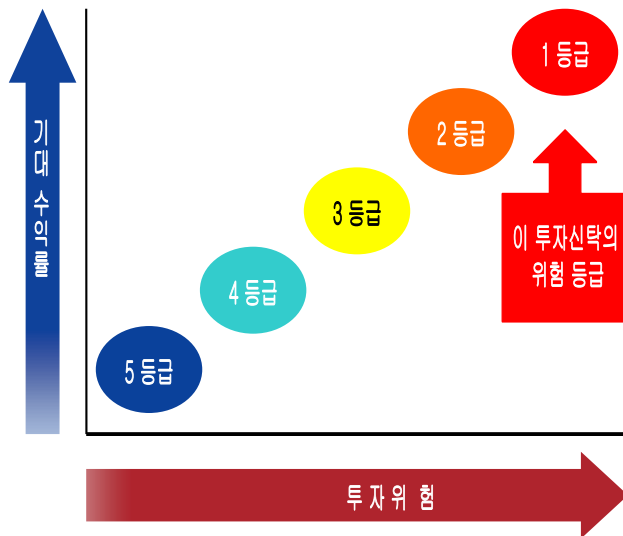 기대 수익률
1 등급
2 등급
3 등급
4 등급
5 등급
이 투자신탁의
위험 등급
투 자 위 험